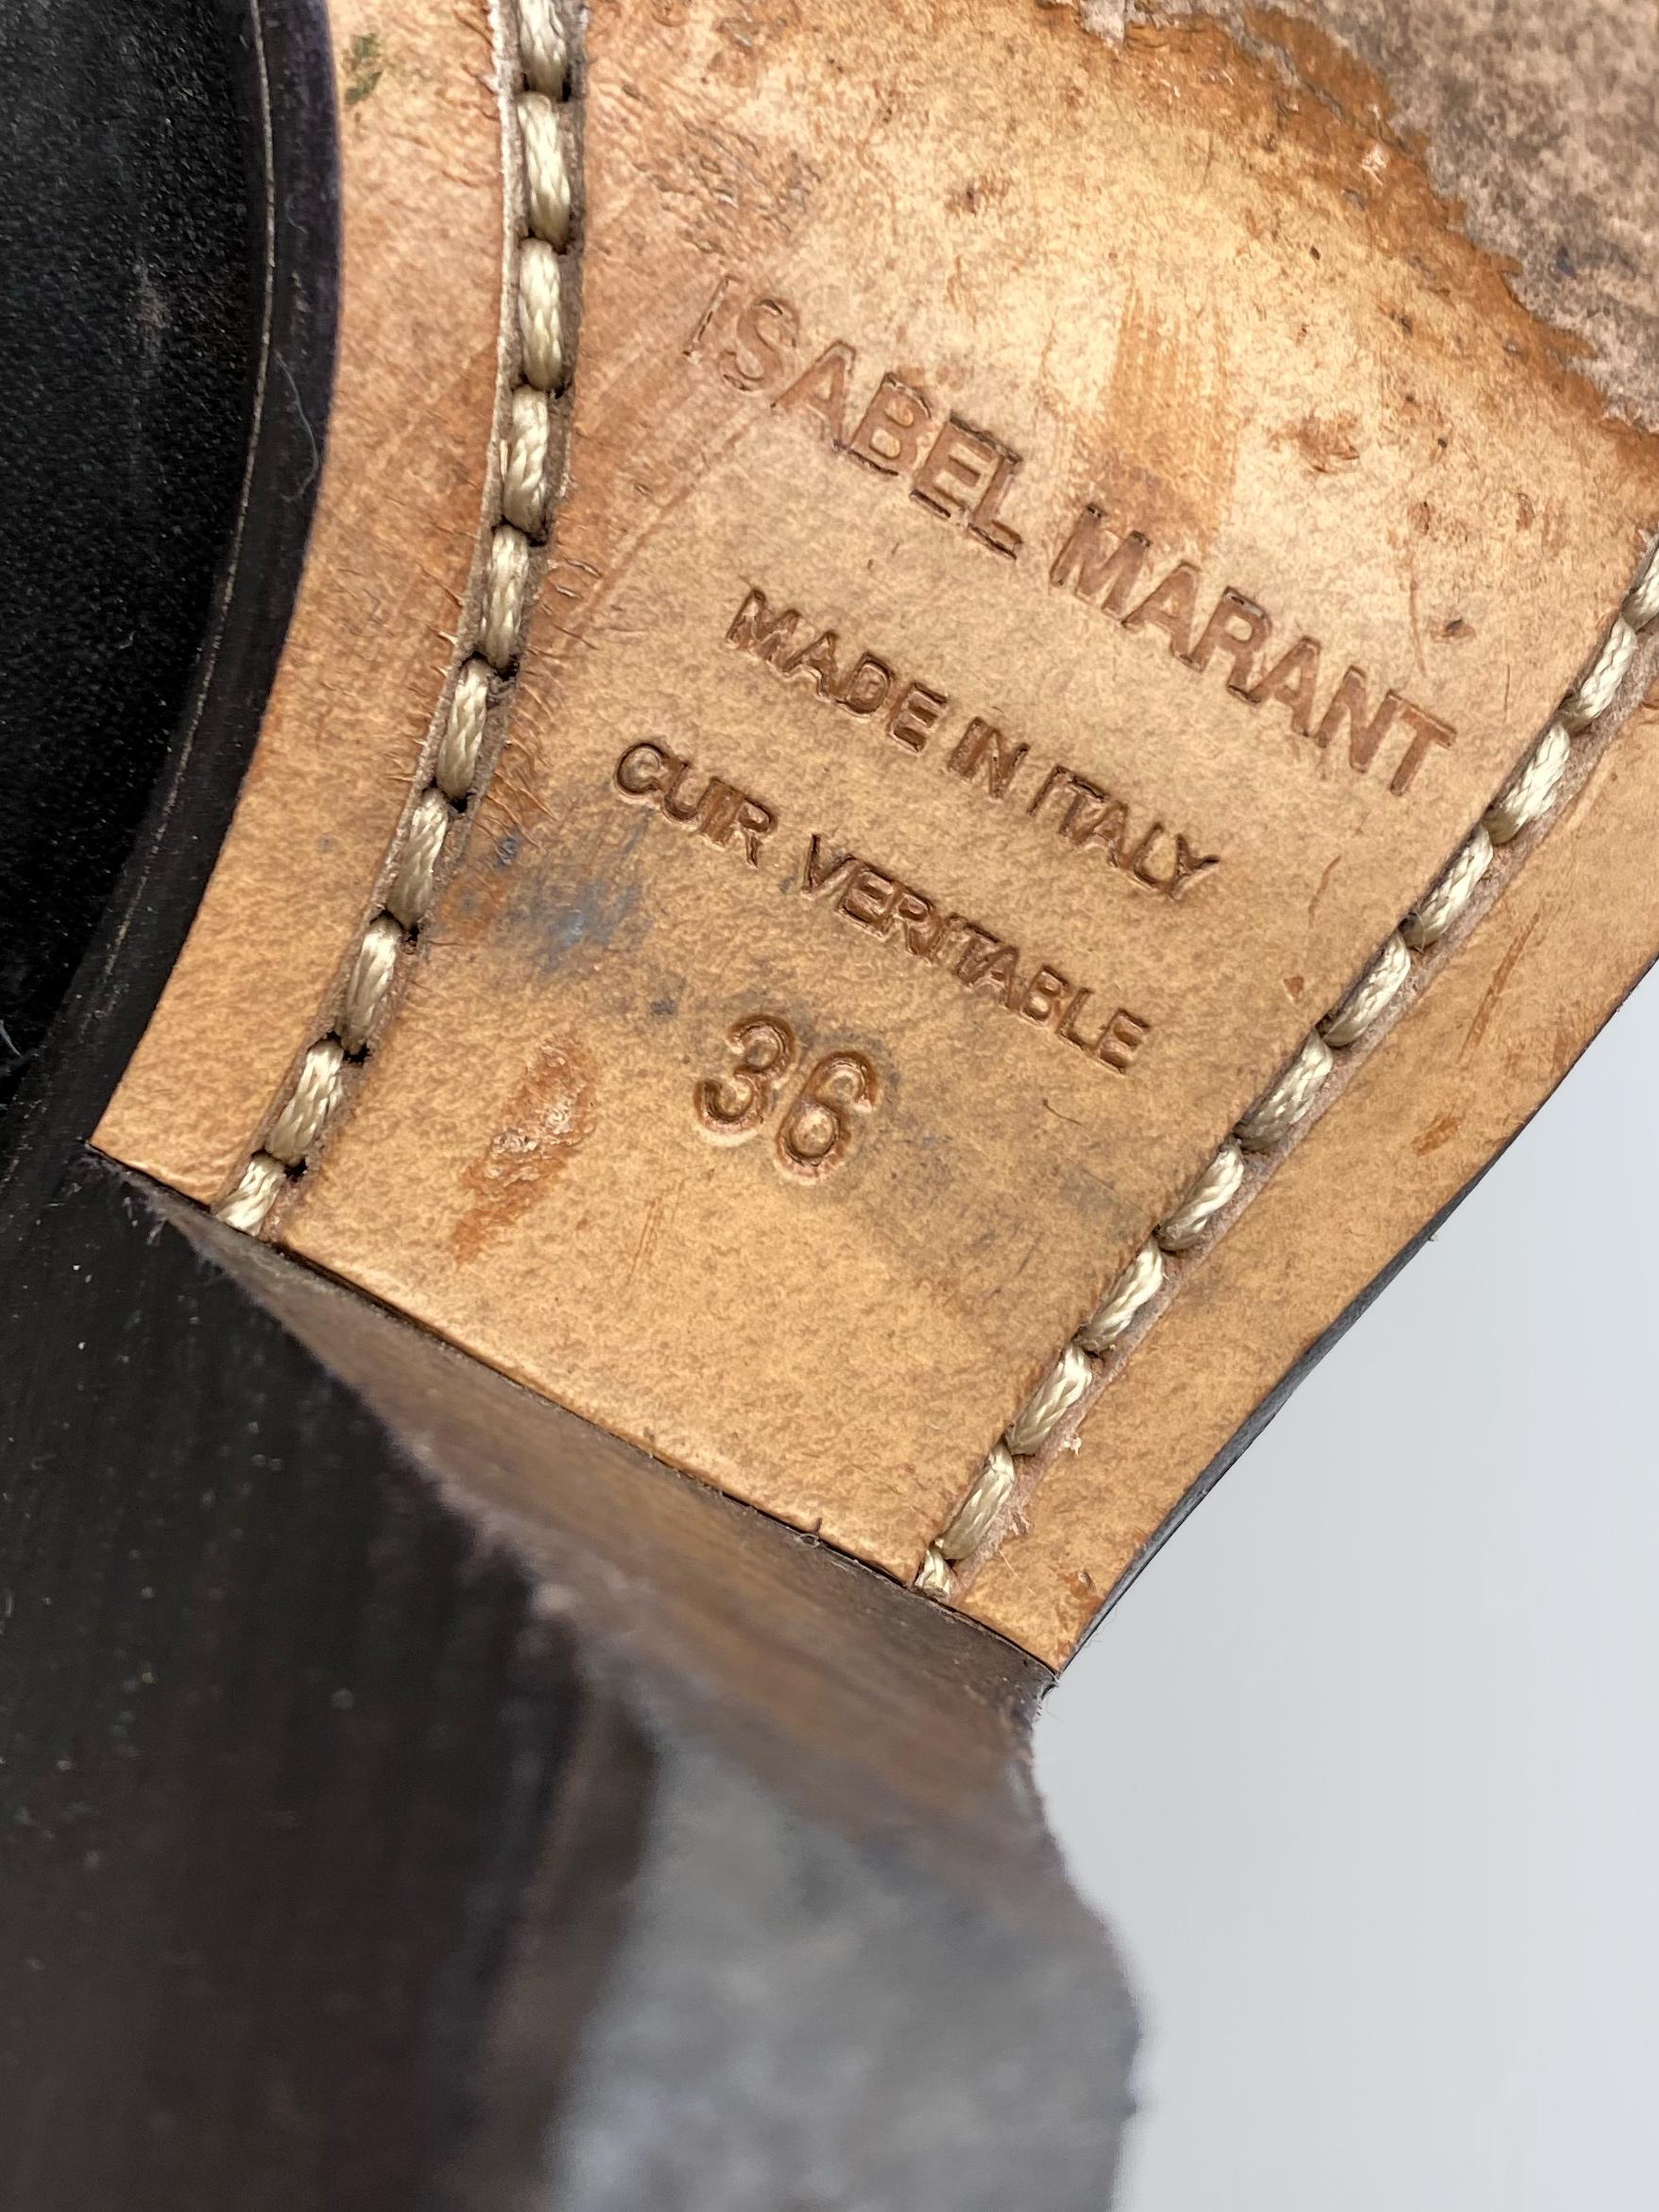 ISABEL MARANT
MADE IN ITALY
CUIR VERITABLE
36